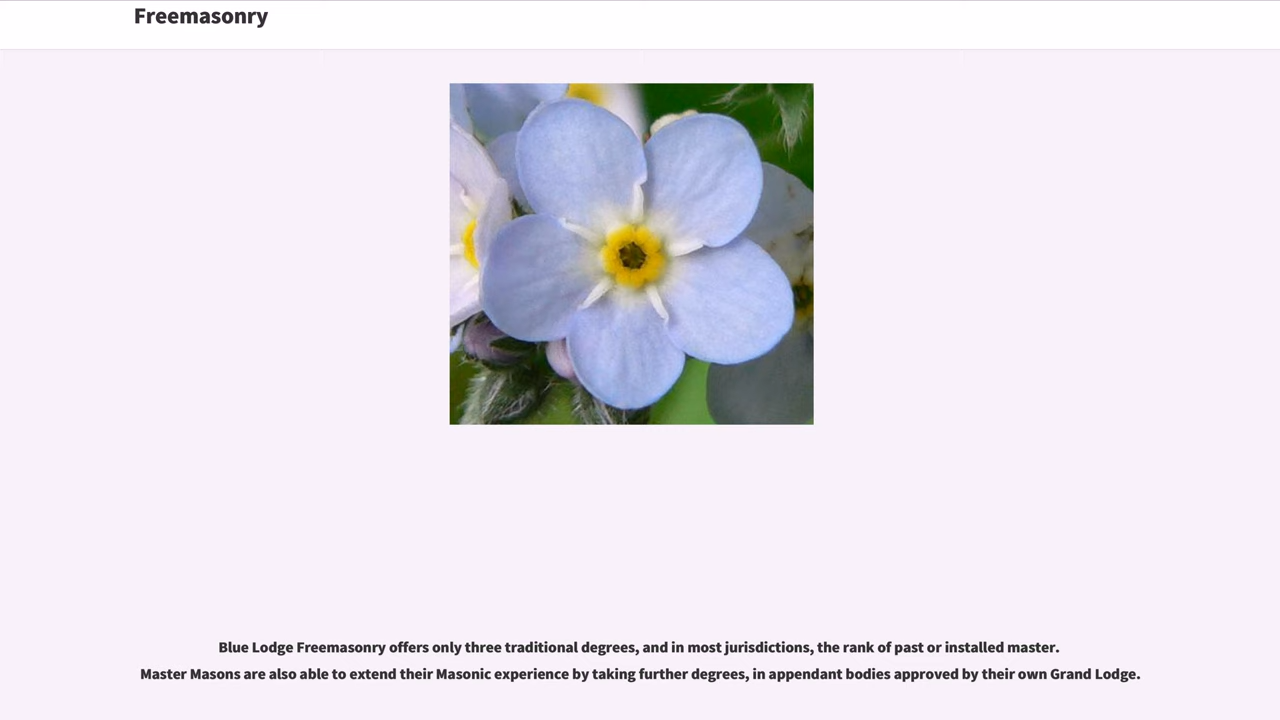 Freemasonry
Blue Lodge Freemasonry offers only three traditional degrees, and in most jurisdictions, the rank of past or installed master.
Master Masons are also able to extend their Masonic experience by taking further degrees, in appendant bodies approved by their own Grand Lodge.